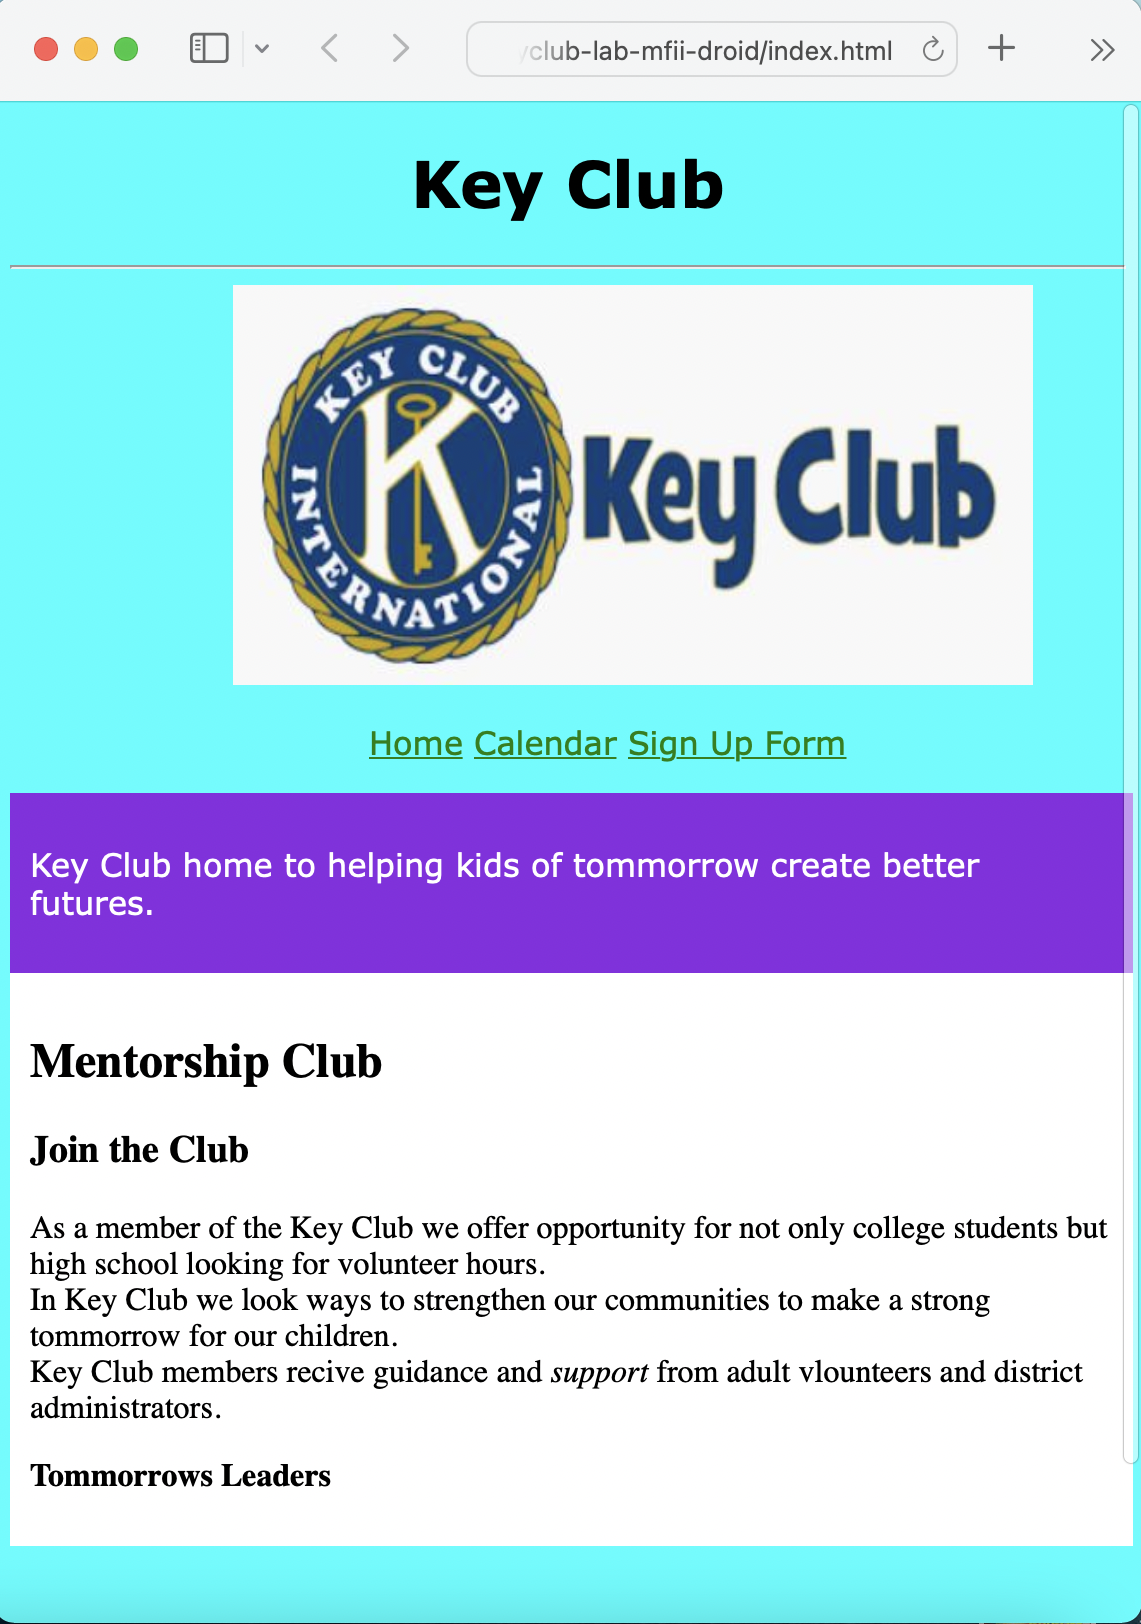 /club-lab-mfii-droid/index.html
Key Club
KEY CLUB
INTERNATIONAL
K
Key Club
Home Calendar Sign Up Form
Key Club home to helping kids of tommorrow create better
futures.
Mentorship Club
Join the Club
As a member of the Key Club we offer opportunity for not only college students but
high school looking for volunteer hours.
In Key Club we look ways to strengthen our communities to make a strong
tommorrow for our children.
Key Club members recive guidance and support from adult vlounteers and district
administrators.
Tommorrows Leaders